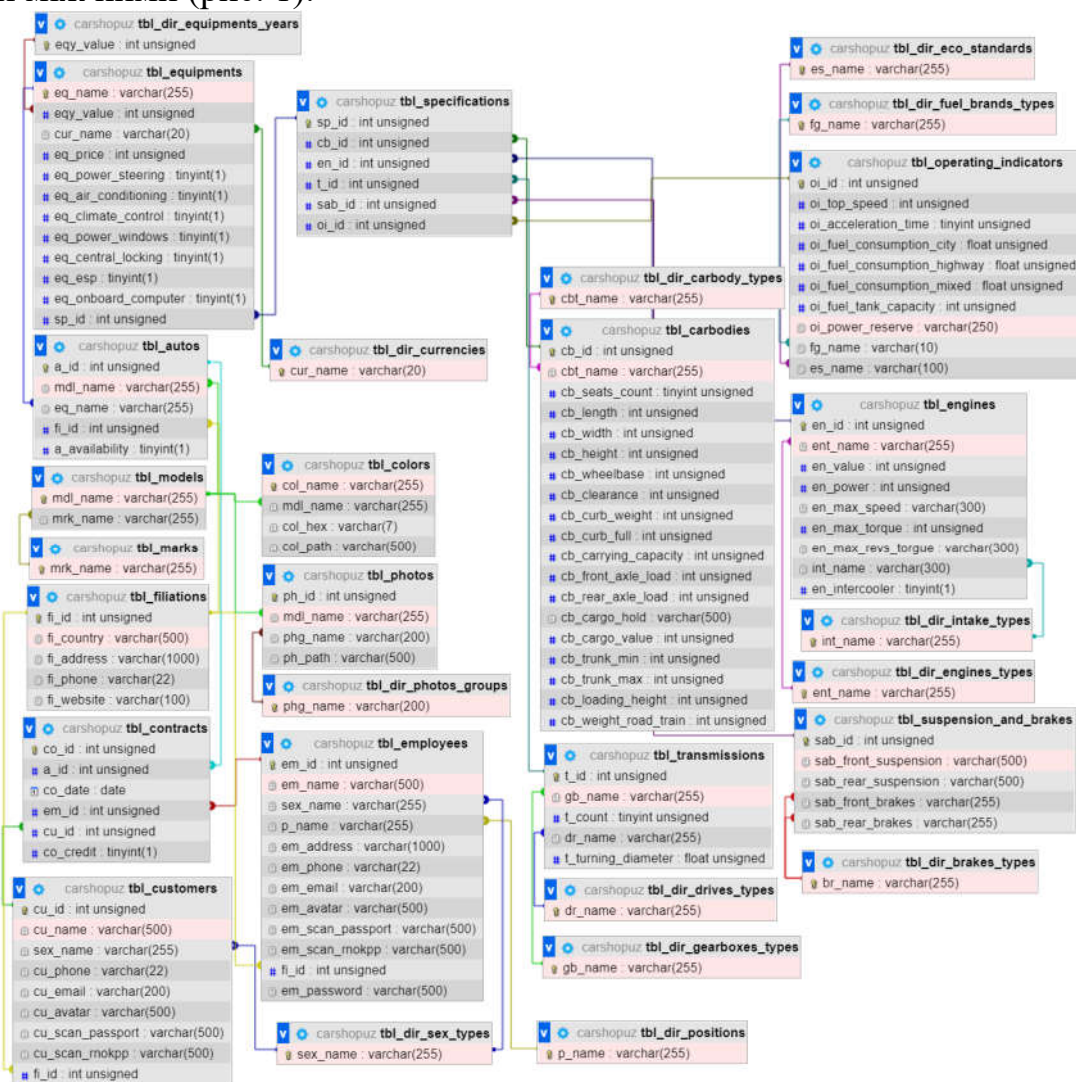 carshopuz tbl_dir_equipments_years
eqy_value : int unsigned
carshopuz tbl_equipments
eq_name : varchar(255)
eqy_value : int unsigned
cur_name : varchar(20)
eq_price : int unsigned
eq_power_steering : tinyint(1)
eq_air_conditioning : tinyint(1)
eq_climate_control : tinyint(1)
eq_power_windows : tinyint(1)
eq_central_locking : tinyint(1)
eq_esp : tinyint(1)
eq_onboard_computer : tinyint(1)
sp_id : int unsigned
carshopuz tbl_autos
a_id : int unsigned
mdl_name : varchar(255)
eq_name : varchar(255)
fi_id : int unsigned
a_availability : tinyint(1)
carshopuz tbl_models
mdl_name : varchar(255)
mrk_name : varchar(255)
carshopuz tbl_marks
mrk_name : varchar(255)
carshopuz tbl_filiations
fi_id : int unsigned
fi_country : varchar(500)
fi_address : varchar(1000)
fi_phone : varchar(22)
fi_website : varchar(100)
carshopuz tbl_contracts
co_id : int unsigned
a_id : int unsigned
co_date : date
em_id : int unsigned
cu_id : int unsigned
co_credit : tinyint(1)
carshopuz tbl_customers
cu_id : int unsigned
cu_name : varchar(500)
sex_name : varchar(255)
cu_phone : varchar(22)
cu_email : varchar(200)
cu_avatar : varchar(500)
cu_scan_passport : varchar(500)
cu_scan_rnokpp : varchar(500)
fi_id : int unsigned
carshopuz tbl_specifications
sp_id : int unsigned
cb_id : int unsigned
en_id : int unsigned
t_id : int unsigned
sab_id : int unsigned
oi_id : int unsigned
carshopuz tbl_dir_currencies
cur_name : varchar(20)
carshopuz tbl_colors
col_name : varchar(255)
mdl_name : varchar(255)
col_hex : varchar(7)
col_path : varchar(500)
carshopuz tbl_photos
ph_id : int unsigned
mdl_name : varchar(255)
phg_name : varchar(200)
ph_path : varchar(500)
carshopuz tbl_dir_photos_groups
phg_name : varchar(200)
carshopuz tbl_employees
em_id : int unsigned
em_name : varchar(500)
sex_name : varchar(255)
p_name : varchar(255)
em_address : varchar(1000)
em_phone : varchar(22)
em_email : varchar(200)
em_avatar : varchar(500)
em_scan_passport : varchar(500)
em_scan_rnokpp : varchar(500)
fi_id : int unsigned
em_password : varchar(500)
carshopuz tbl_dir_sex_types
sex_name : varchar(255)
carshopuz tbl_dir_carbody_types
cbt_name : varchar(255)
carshopuz tbl_carbodies
cb_id : int unsigned
cbt_name : varchar(255)
cb_seats_count : tinyint unsigned
cb_length : int unsigned
cb_width : int unsigned
cb_height : int unsigned
cb_wheelbase : int unsigned
cb_clearance : int unsigned
cb_curb_weight : int unsigned
cb_curb_full : int unsigned
cb_carrying_capacity : int unsigned
cb_front_axle_load : int unsigned
cb_rear_axle_load : int unsigned
cb_cargo_hold : varchar(500)
cb_cargo_value : int unsigned
cb_trunk_min : int unsigned
cb_trunk_max : int unsigned
cb_loading_height : int unsigned
cb_weight_road_train : int unsigned
carshopuz tbl_transmissions
t_id : int unsigned
gb_name : varchar(255)
t_count : tinyint unsigned
dr_name : varchar(255)
t_turning_diameter : float unsigned
carshopuz tbl_dir_drives_types
dr_name : varchar(255)
carshopuz tbl_dir_gearboxes_types
gb_name : varchar(255)
carshopuz tbl_dir_positions
p_name : varchar(255)
carshopuz tbl_dir_eco_standards
es_name : varchar(255)
carshopuz tbl_dir_fuel_brands_types
fg_name : varchar(255)
carshopuz tbl_operating_indicators
oi_id : int unsigned
oi_top_speed : int unsigned
oi_acceleration_time : tinyint unsigned
oi_fuel_consumption_city : float unsigned
oi_fuel_consumption_highway : float unsigned
oi_fuel_consumption_mixed : float unsigned
oi_fuel_tank_capacity : int unsigned
oi_power_reserve : varchar(250)
fg_name : varchar(10)
es_name : varchar(100)
carshopuz tbl_engines
en_id : int unsigned
ent_name : varchar(255)
en_value : int unsigned
en_power : int unsigned
en_max_speed : varchar(300)
en_max_torque : int unsigned
en_max_revs_torgue : varchar(300)
int_name : varchar(300)
en_intercooler : tinyint(1)
carshopuz tbl_dir_intake_types
int_name : varchar(255)
carshopuz tbl_dir_engines_types
ent_name : varchar(255)
carshopuz tbl_suspension_and_brakes
sab_id : int unsigned
sab_front_suspension : varchar(500)
sab_rear_suspension : varchar(500)
sab_front_brakes : varchar(255)
sab_rear_brakes : varchar(255)
carshopuz tbl_dir_brakes_types
br_name : varchar(255)